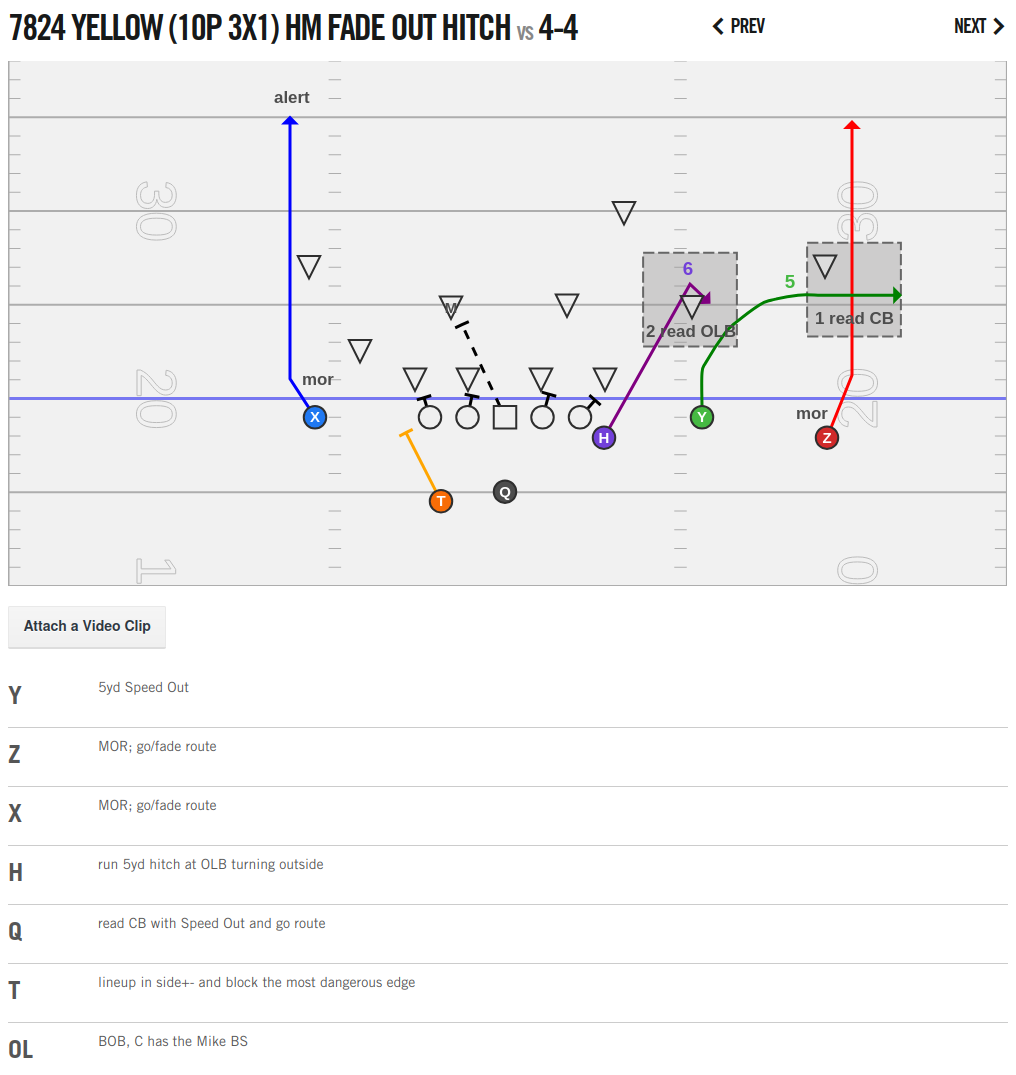 7824 YELLOW (10P 3X1) HM FADE OUT HITCH VS 4-4
PREV
NEXT
alert
30
30
6
5
M
2 read OLB
1 read CB
mor
20
20
X
mor
H
Y
Z
T
Q
1
0
Attach a Video Clip
Y 5yd Speed Out
Z MOR; go/fade route
X MOR; go/fade route
H run 5yd hitch at OLB turning outside
Q read CB with Speed Out and go route
T lineup in side+- and block the most dangerous edge
OL BOB, C has the Mike BS